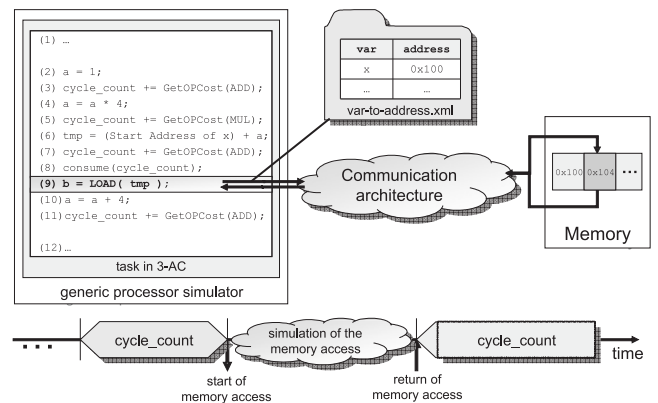 (1) …
(2) a = 1;
(3) cycle_count += GetOPCost(ADD);
(4) a = a * 4;
(5) cycle_count += GetOPCost(MUL);
(6) tmp = (Start Address of x) + a;
(7) cycle_count += GetOPCost(ADD);
(8) consume(cycle_count);
(9) b = LOAD( tmp );
(10)a = a + 4;
(11)cycle_count += GetOPCost(ADD);
(12)…
task in 3-AC
generic processor simulator
var address
x 0x100
… …
var-to-address.xml
Communication
architecture
0x100 0x104 •••
Memory
cycle_count
simulation of the
memory access
cycle_count
time
start of
memory access
return of
memory access